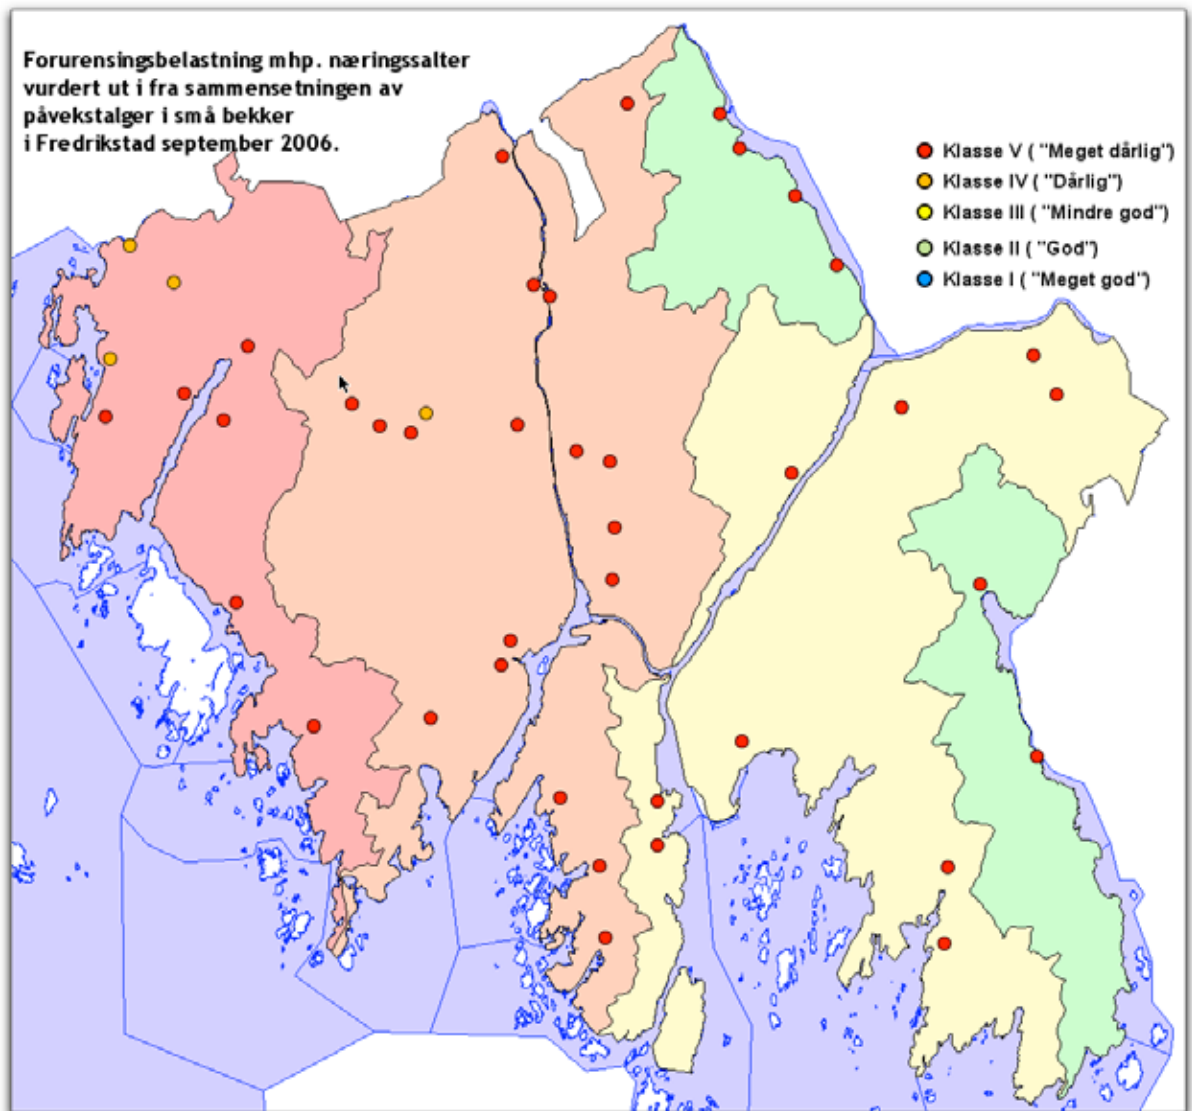 Forurensingsbelastning mhp. næringssalter
vurdert ut i fra sammensetningen av
påvekstalger i små bekker
i Fredrikstad september 2006.
Klasse V ( "Meget dårlig")
Klasse IV ( "Dårlig")
Klasse III ( "Mindre god")
Klasse II ( "God")
Klasse I ( "Meget god")